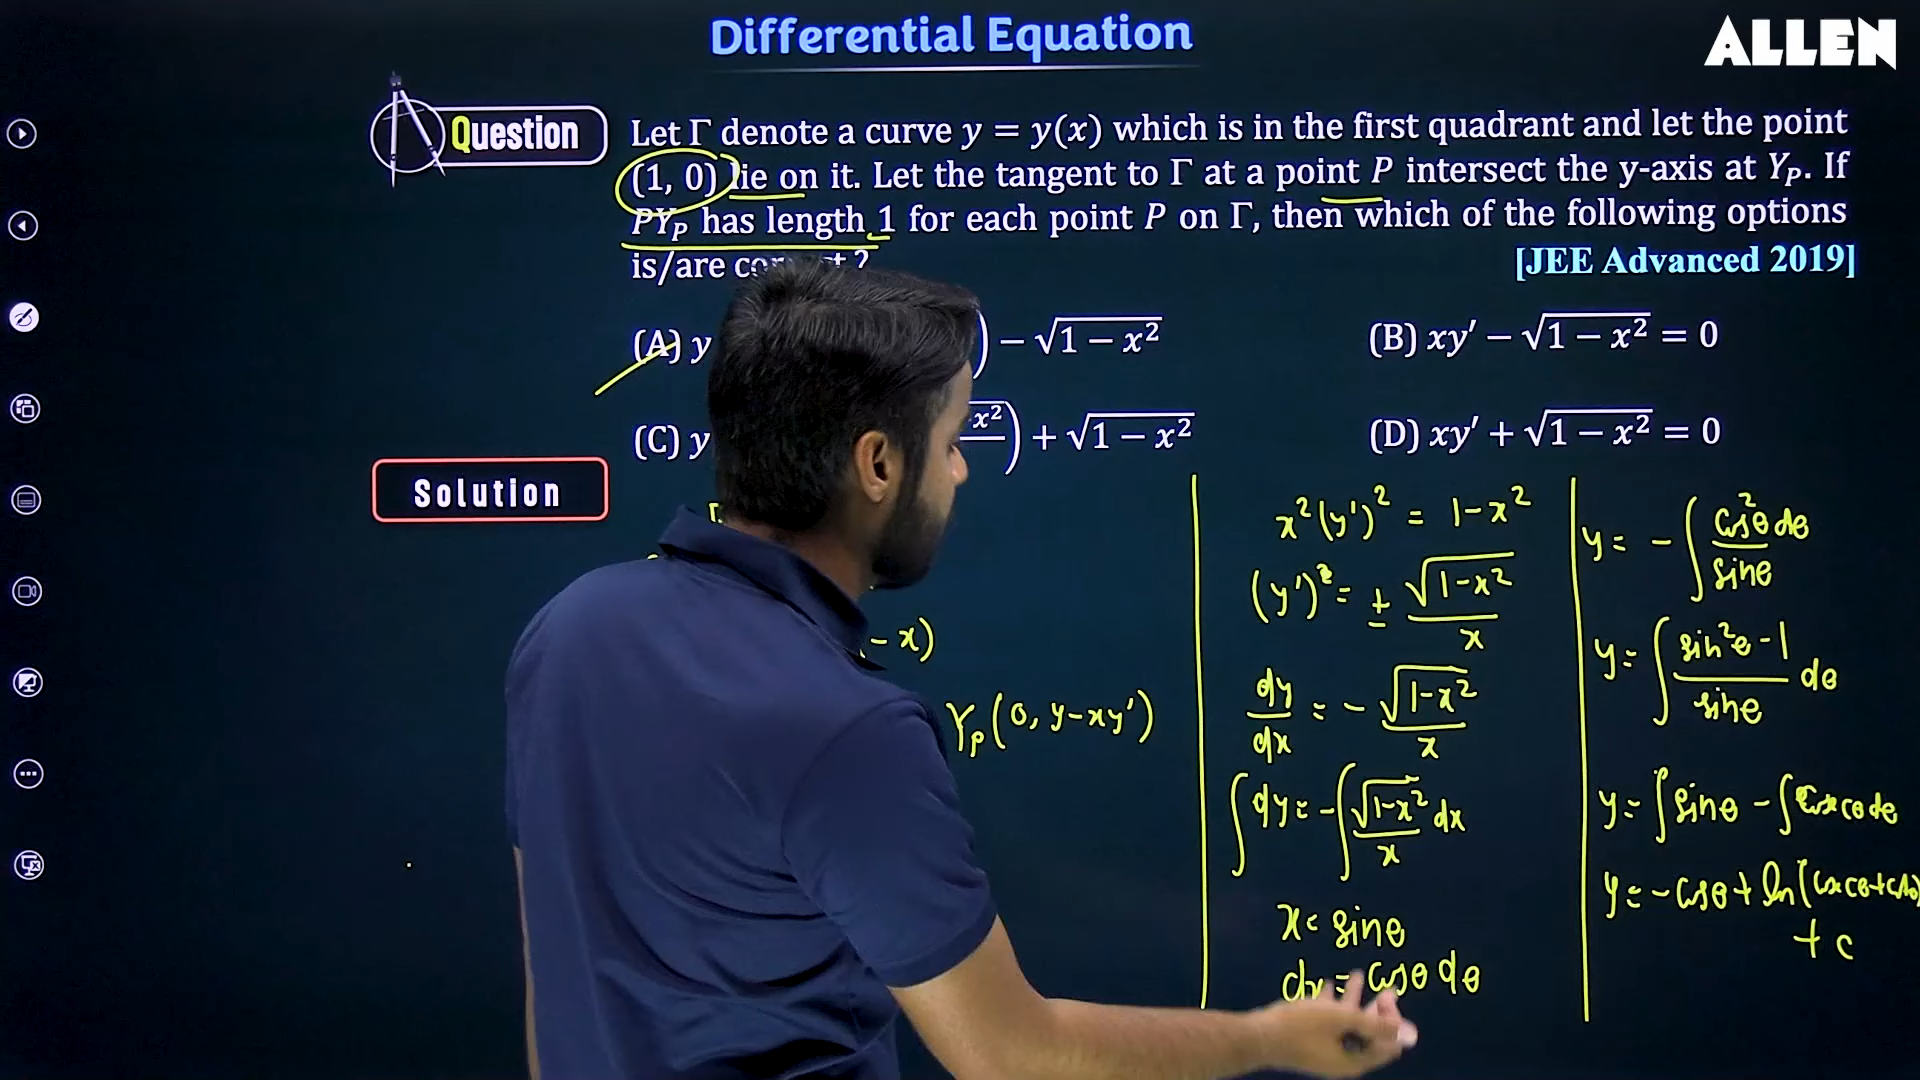 Differential Equation
ALLEN
Question
Let Γ denote a curve y = y(x) which is in the first quadrant and let the point
(1, 0) lie on it. Let the tangent to Γ at a point P intersect the y-axis at Y_P. If
PY_P has length 1 for each point P on Γ, then which of the following options
is/are
[JEE Advanced 2019]
(A) y ) − √(1 − x²)
(B) xy′ − √(1 − x²) = 0
(C) y x²) + √(1 − x²)
(D) xy′ + √(1 − x²) = 0
Solution
− x)
Y_P (0, y − xy′)
x²(y′)² = 1 − x²
(y′)² = ± √(1 − x²) / x
dy/dx = − √(1 − x²) / x
∫ dy = − ∫ √(1 − x²) / x dx
x = sinθ
dx = cosθ dθ
y = − ∫ cos²θ dθ / sinθ
y = ∫ (sin²θ − 1) / sinθ dθ
y = ∫ sinθ − ∫ cosecθ dθ
y = −cosθ + ln(cosecθ + cotθ)
+ c